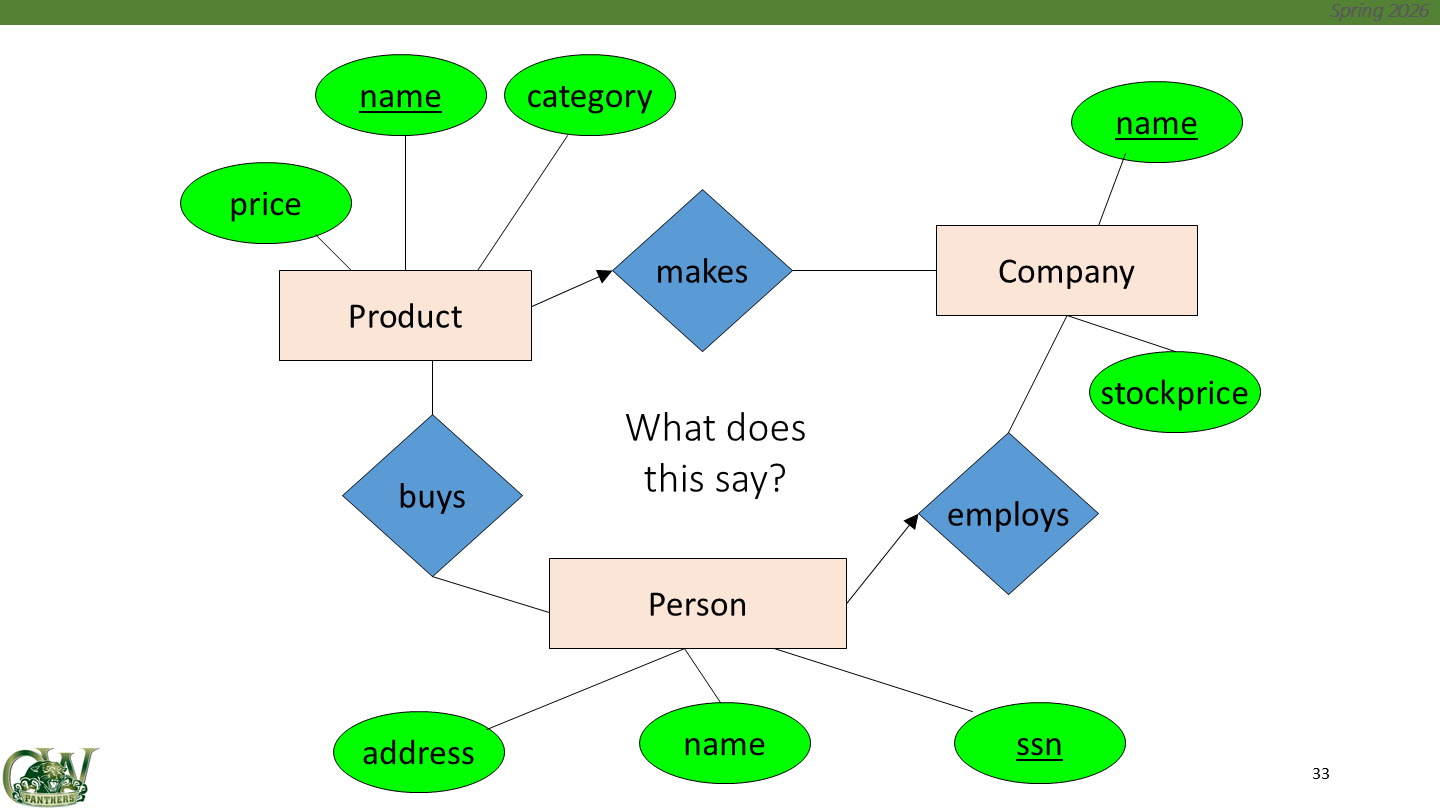 Spring 2026
name
category
name
price
makes
Company
Product
stockprice
What does
this say?
buys
employs
Person
address
name
ssn
33
OW
PANTHERS